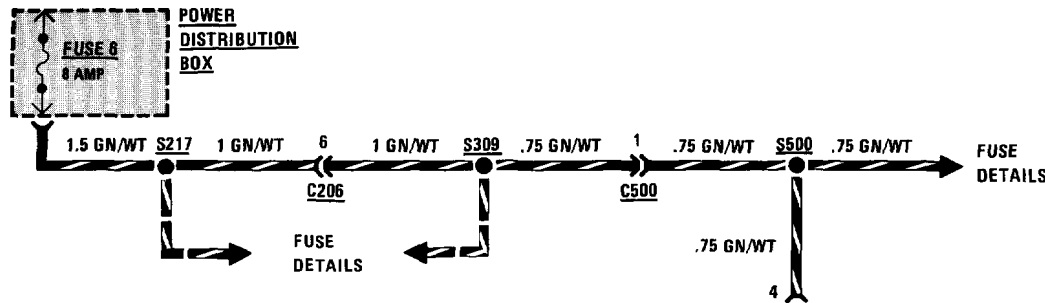 POWER
DISTRIBUTION
BOX
FUSE 6
8 AMP
1.5 GN/WT S217 1 GN/WT 6 1 GN/WT S309 .75 GN/WT 1 .75 GN/WT S500 .75 GN/WT
C206 C500
FUSE
DETAILS
FUSE
DETAILS
.75 GN/WT
4